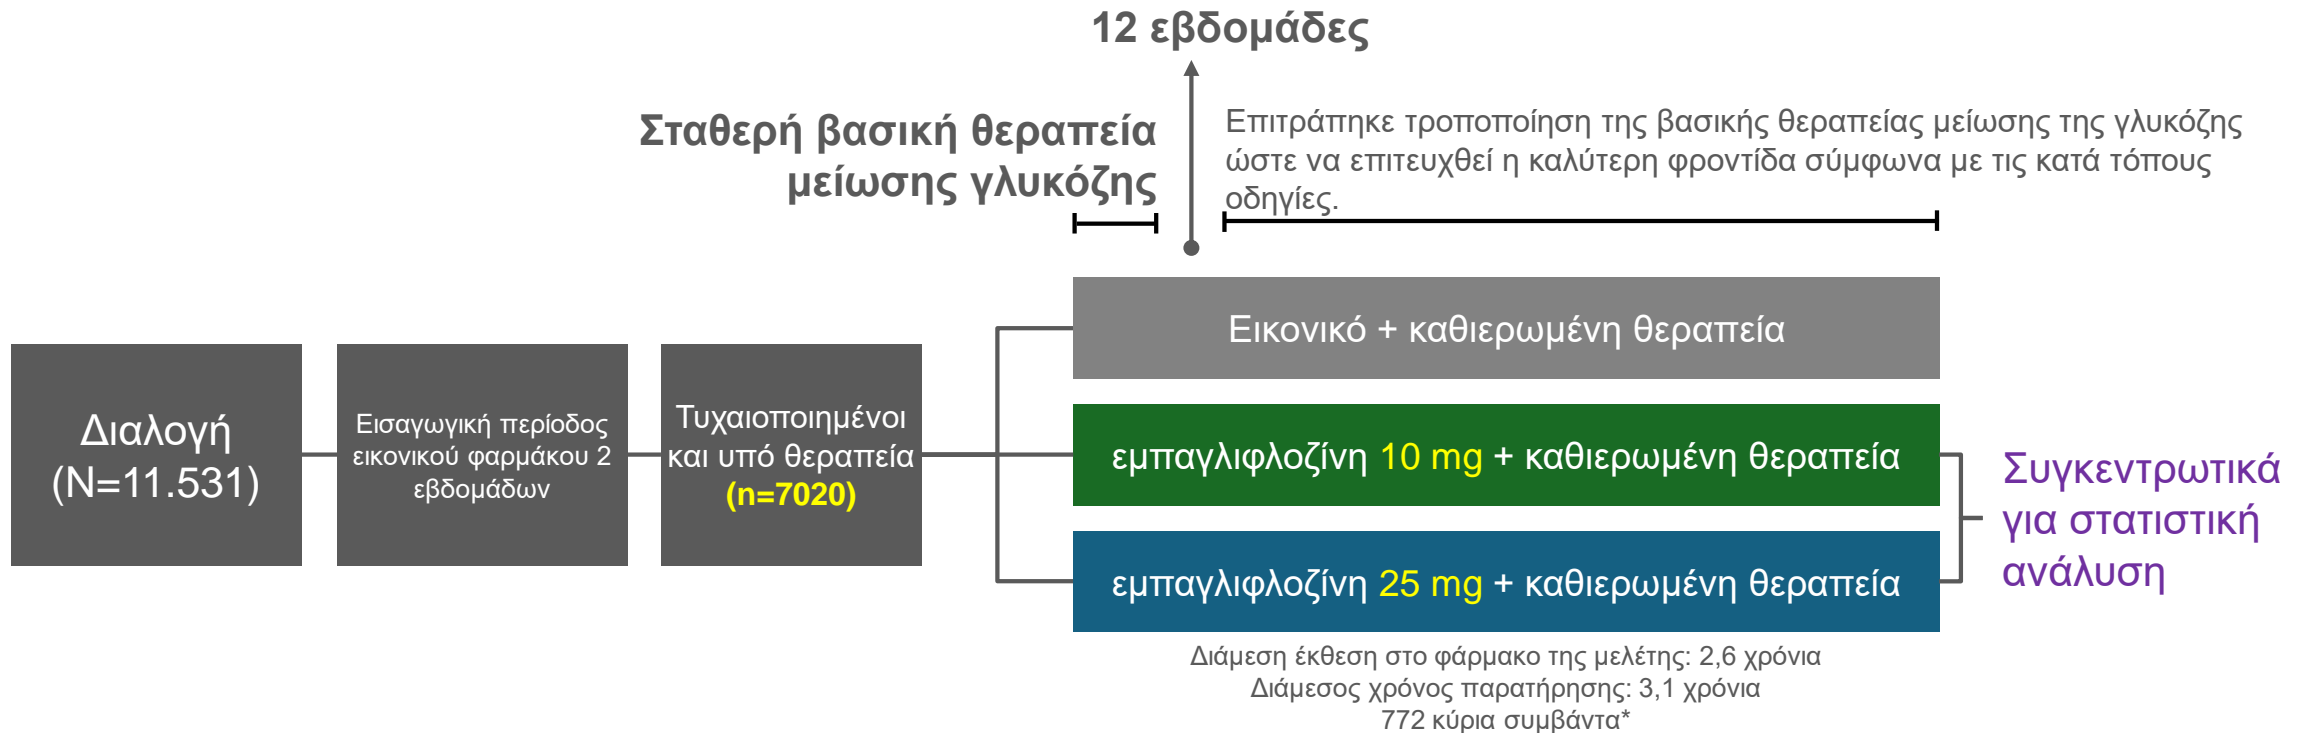 12 εβδομάδες
Σταθερή βασική θεραπεία
μείωσης γλυκόζης
Επιτράπηκε τροποποίηση της βασικής θεραπείας μείωσης της γλυκόζης
ώστε να επιτευχθεί η καλύτερη φροντίδα σύμφωνα με τις κατά τόπους
οδηγίες.
Διαλογή
(N=11.531)
Εισαγωγική περίοδος
εικονικού φαρμάκου 2
εβδομάδων
Τυχαιοποιημένοι
και υπό θεραπεία
(n=7020)
Εικονικό + καθιερωμένη θεραπεία
εμπαγλιφλοζίνη 10 mg + καθιερωμένη θεραπεία
εμπαγλιφλοζίνη 25 mg + καθιερωμένη θεραπεία
Συγκεντρωτικά
για στατιστική
ανάλυση
Διάμεση έκθεση στο φάρμακο της μελέτης: 2,6 χρόνια
Διάμεσος χρόνος παρατήρησης: 3,1 χρόνια
772 κύρια συμβάντα*